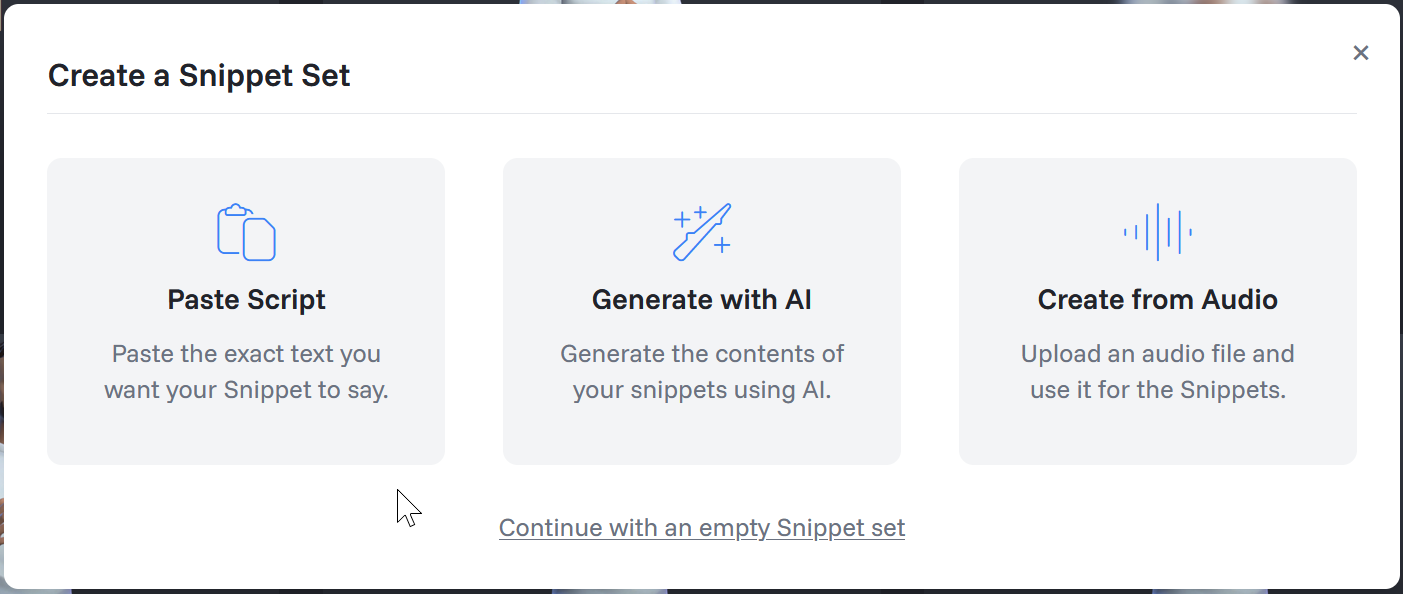 Create a Snippet Set
Paste Script
Paste the exact text you
want your Snippet to say.
Generate with AI
Generate the contents of
your snippets using AI.
Create from Audio
Upload an audio file and
use it for the Snippets.
Continue with an empty Snippet set